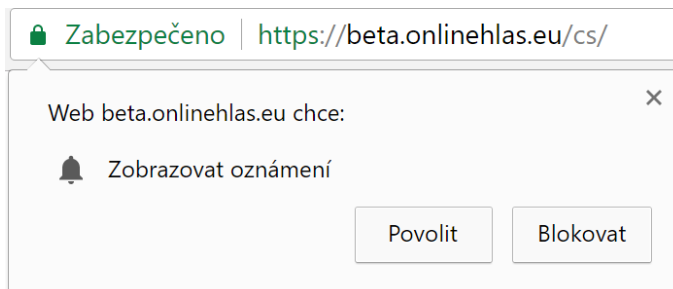 Zabezpečeno https://beta.onlinehlas.eu/cs/
Web beta.onlinehlas.eu chce:
Zobrazovat oznámení
Povolit Blokovat